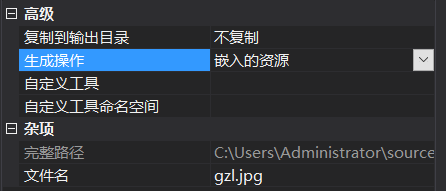 高级
复制到输出目录 不复制
生成操作 嵌入的资源
自定义工具
自定义工具命名空间
杂项
完整路径 C:\Users\Administrator\source
文件名 gzl.jpg